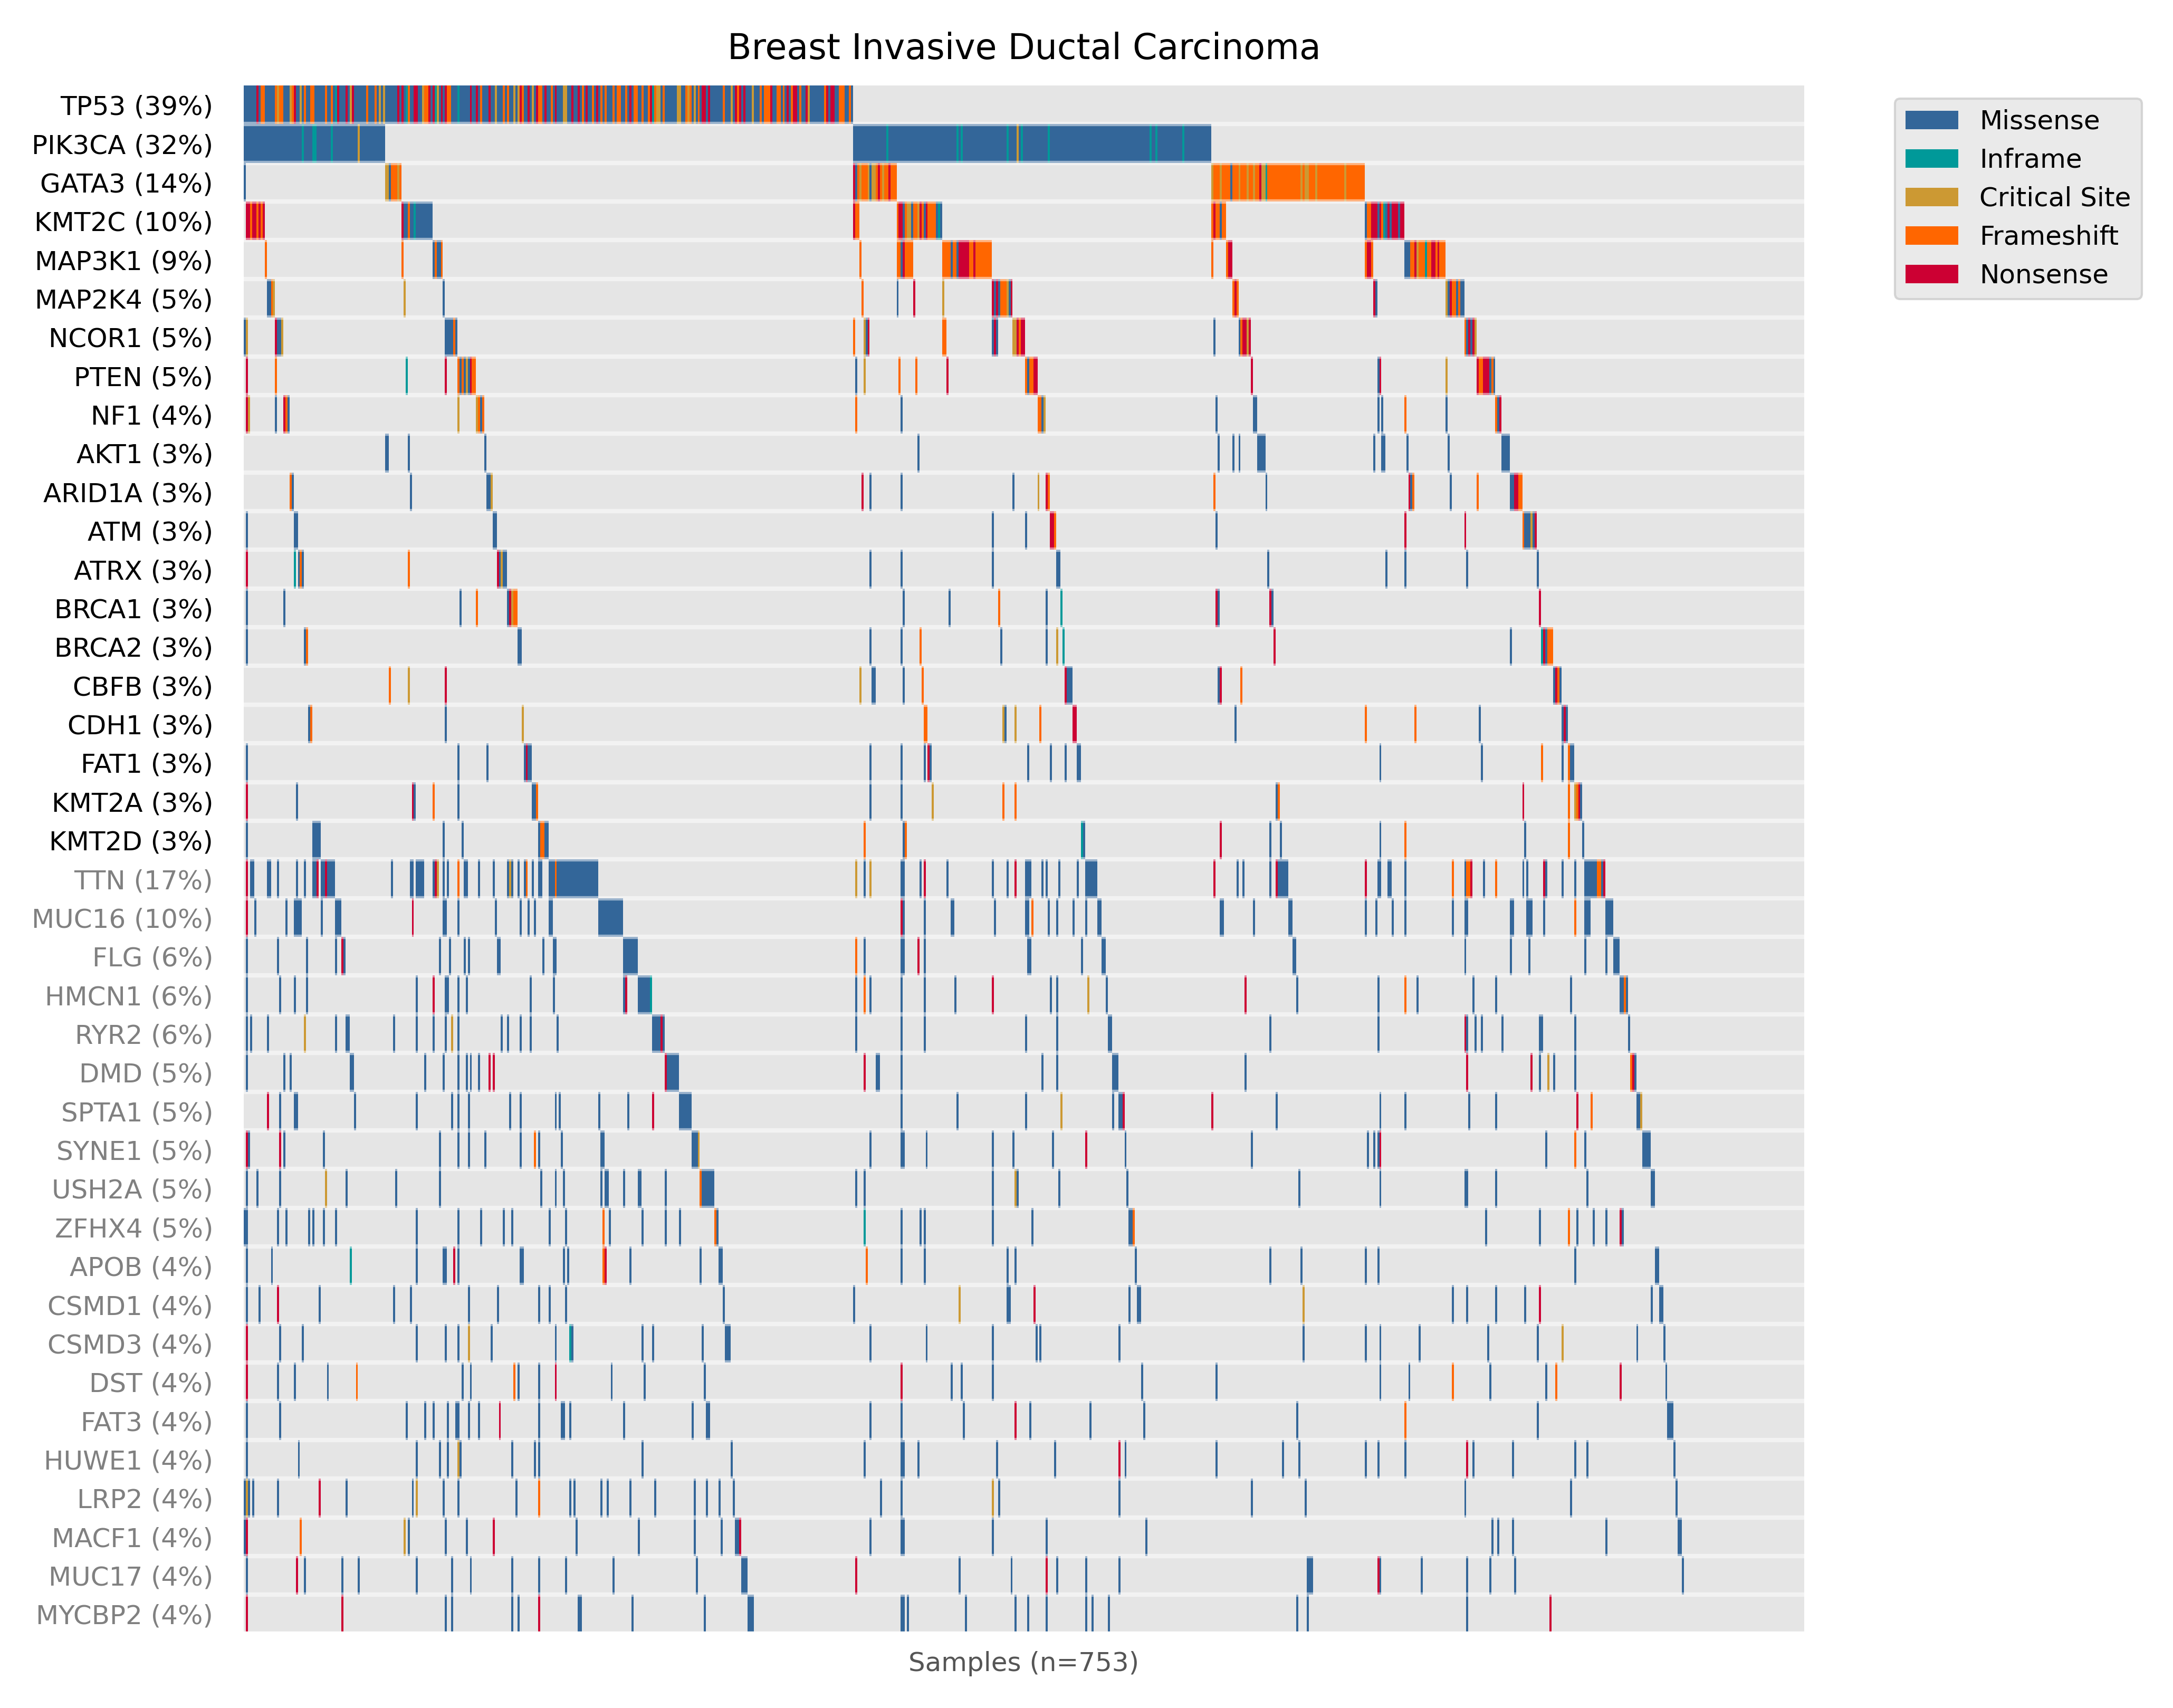 Breast Invasive Ductal Carcinoma
TP53 (39%)
PIK3CA (32%)
GATA3 (14%)
KMT2C (10%)
MAP3K1 (9%)
MAP2K4 (5%)
NCOR1 (5%)
PTEN (5%)
NF1 (4%)
AKT1 (3%)
ARID1A (3%)
ATM (3%)
ATRX (3%)
BRCA1 (3%)
BRCA2 (3%)
CBFB (3%)
CDH1 (3%)
FAT1 (3%)
KMT2A (3%)
KMT2D (3%)
TTN (17%)
MUC16 (10%)
FLG (6%)
HMCN1 (6%)
RYR2 (6%)
DMD (5%)
SPTA1 (5%)
SYNE1 (5%)
USH2A (5%)
ZFHX4 (5%)
APOB (4%)
CSMD1 (4%)
CSMD3 (4%)
DST (4%)
FAT3 (4%)
HUWE1 (4%)
LRP2 (4%)
MACF1 (4%)
MUC17 (4%)
MYCBP2 (4%)
Samples (n=753)
Missense
Inframe
Critical Site
Frameshift
Nonsense